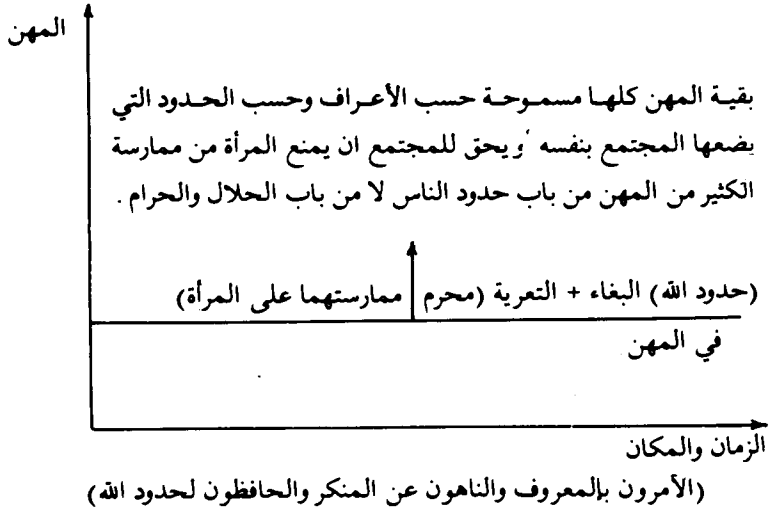 المهن
بقية المهن كلها مسموحة حسب الأعراف وحسب الحدود التي
يضعها المجتمع بنفسه ويحق للمجتمع ان يمنع المرأة من ممارسة
الكثير من المهن من باب حدود الناس لا من باب الحلال والحرام .
(حدود الله) البغاء + التعرية (محرم ممارستهما على المرأة)
في المهن
الزمان والمكان
(الآمرون بالمعروف والناهون عن المنكر والحافظون لحدود الله)